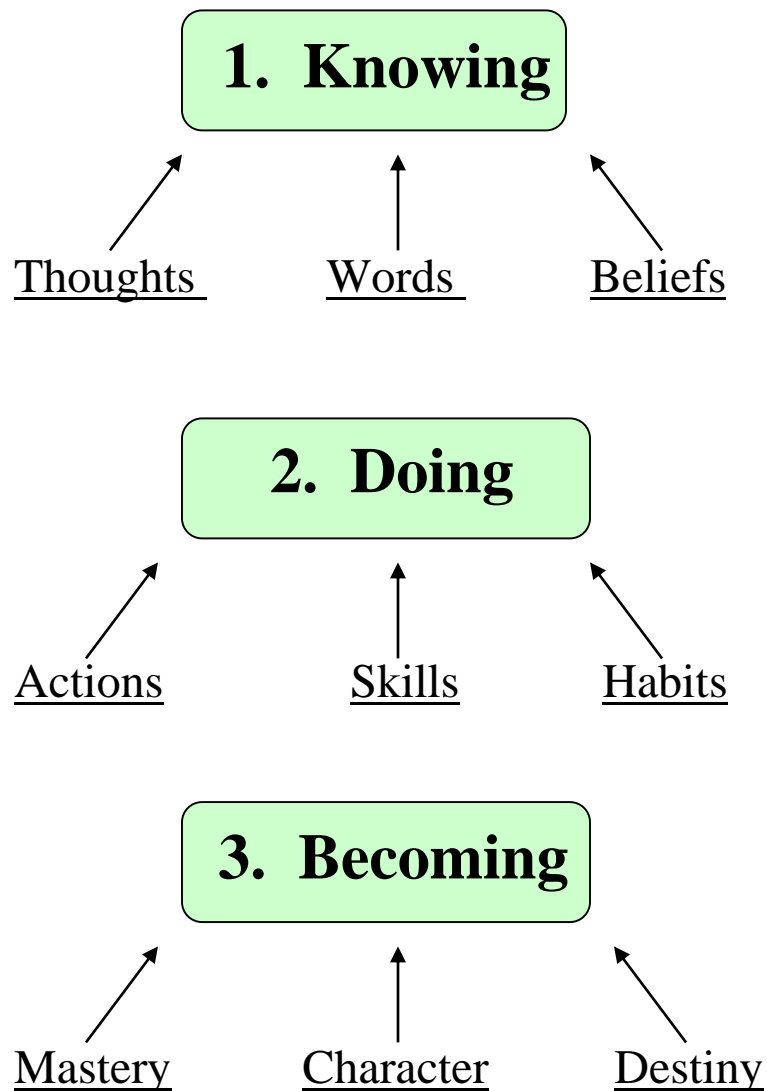 1. Knowing
Thoughts Words Beliefs
2. Doing
Actions Skills Habits
3. Becoming
Mastery Character Destiny